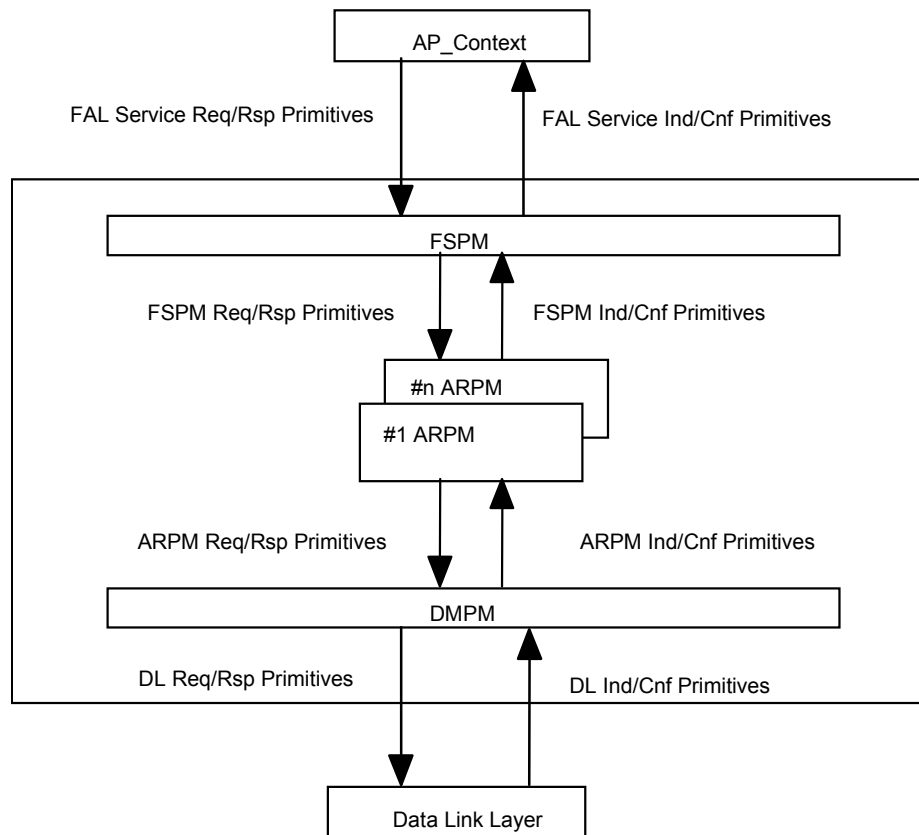 AP_Context
FAL Service Req/Rsp Primitives
FAL Service Ind/Cnf Primitives
FSPM
FSPM Req/Rsp Primitives
FSPM Ind/Cnf Primitives
#n ARPM
#1 ARPM
ARPM Req/Rsp Primitives
ARPM Ind/Cnf Primitives
DMPM
DL Req/Rsp Primitives
DL Ind/Cnf Primitives
Data Link Layer